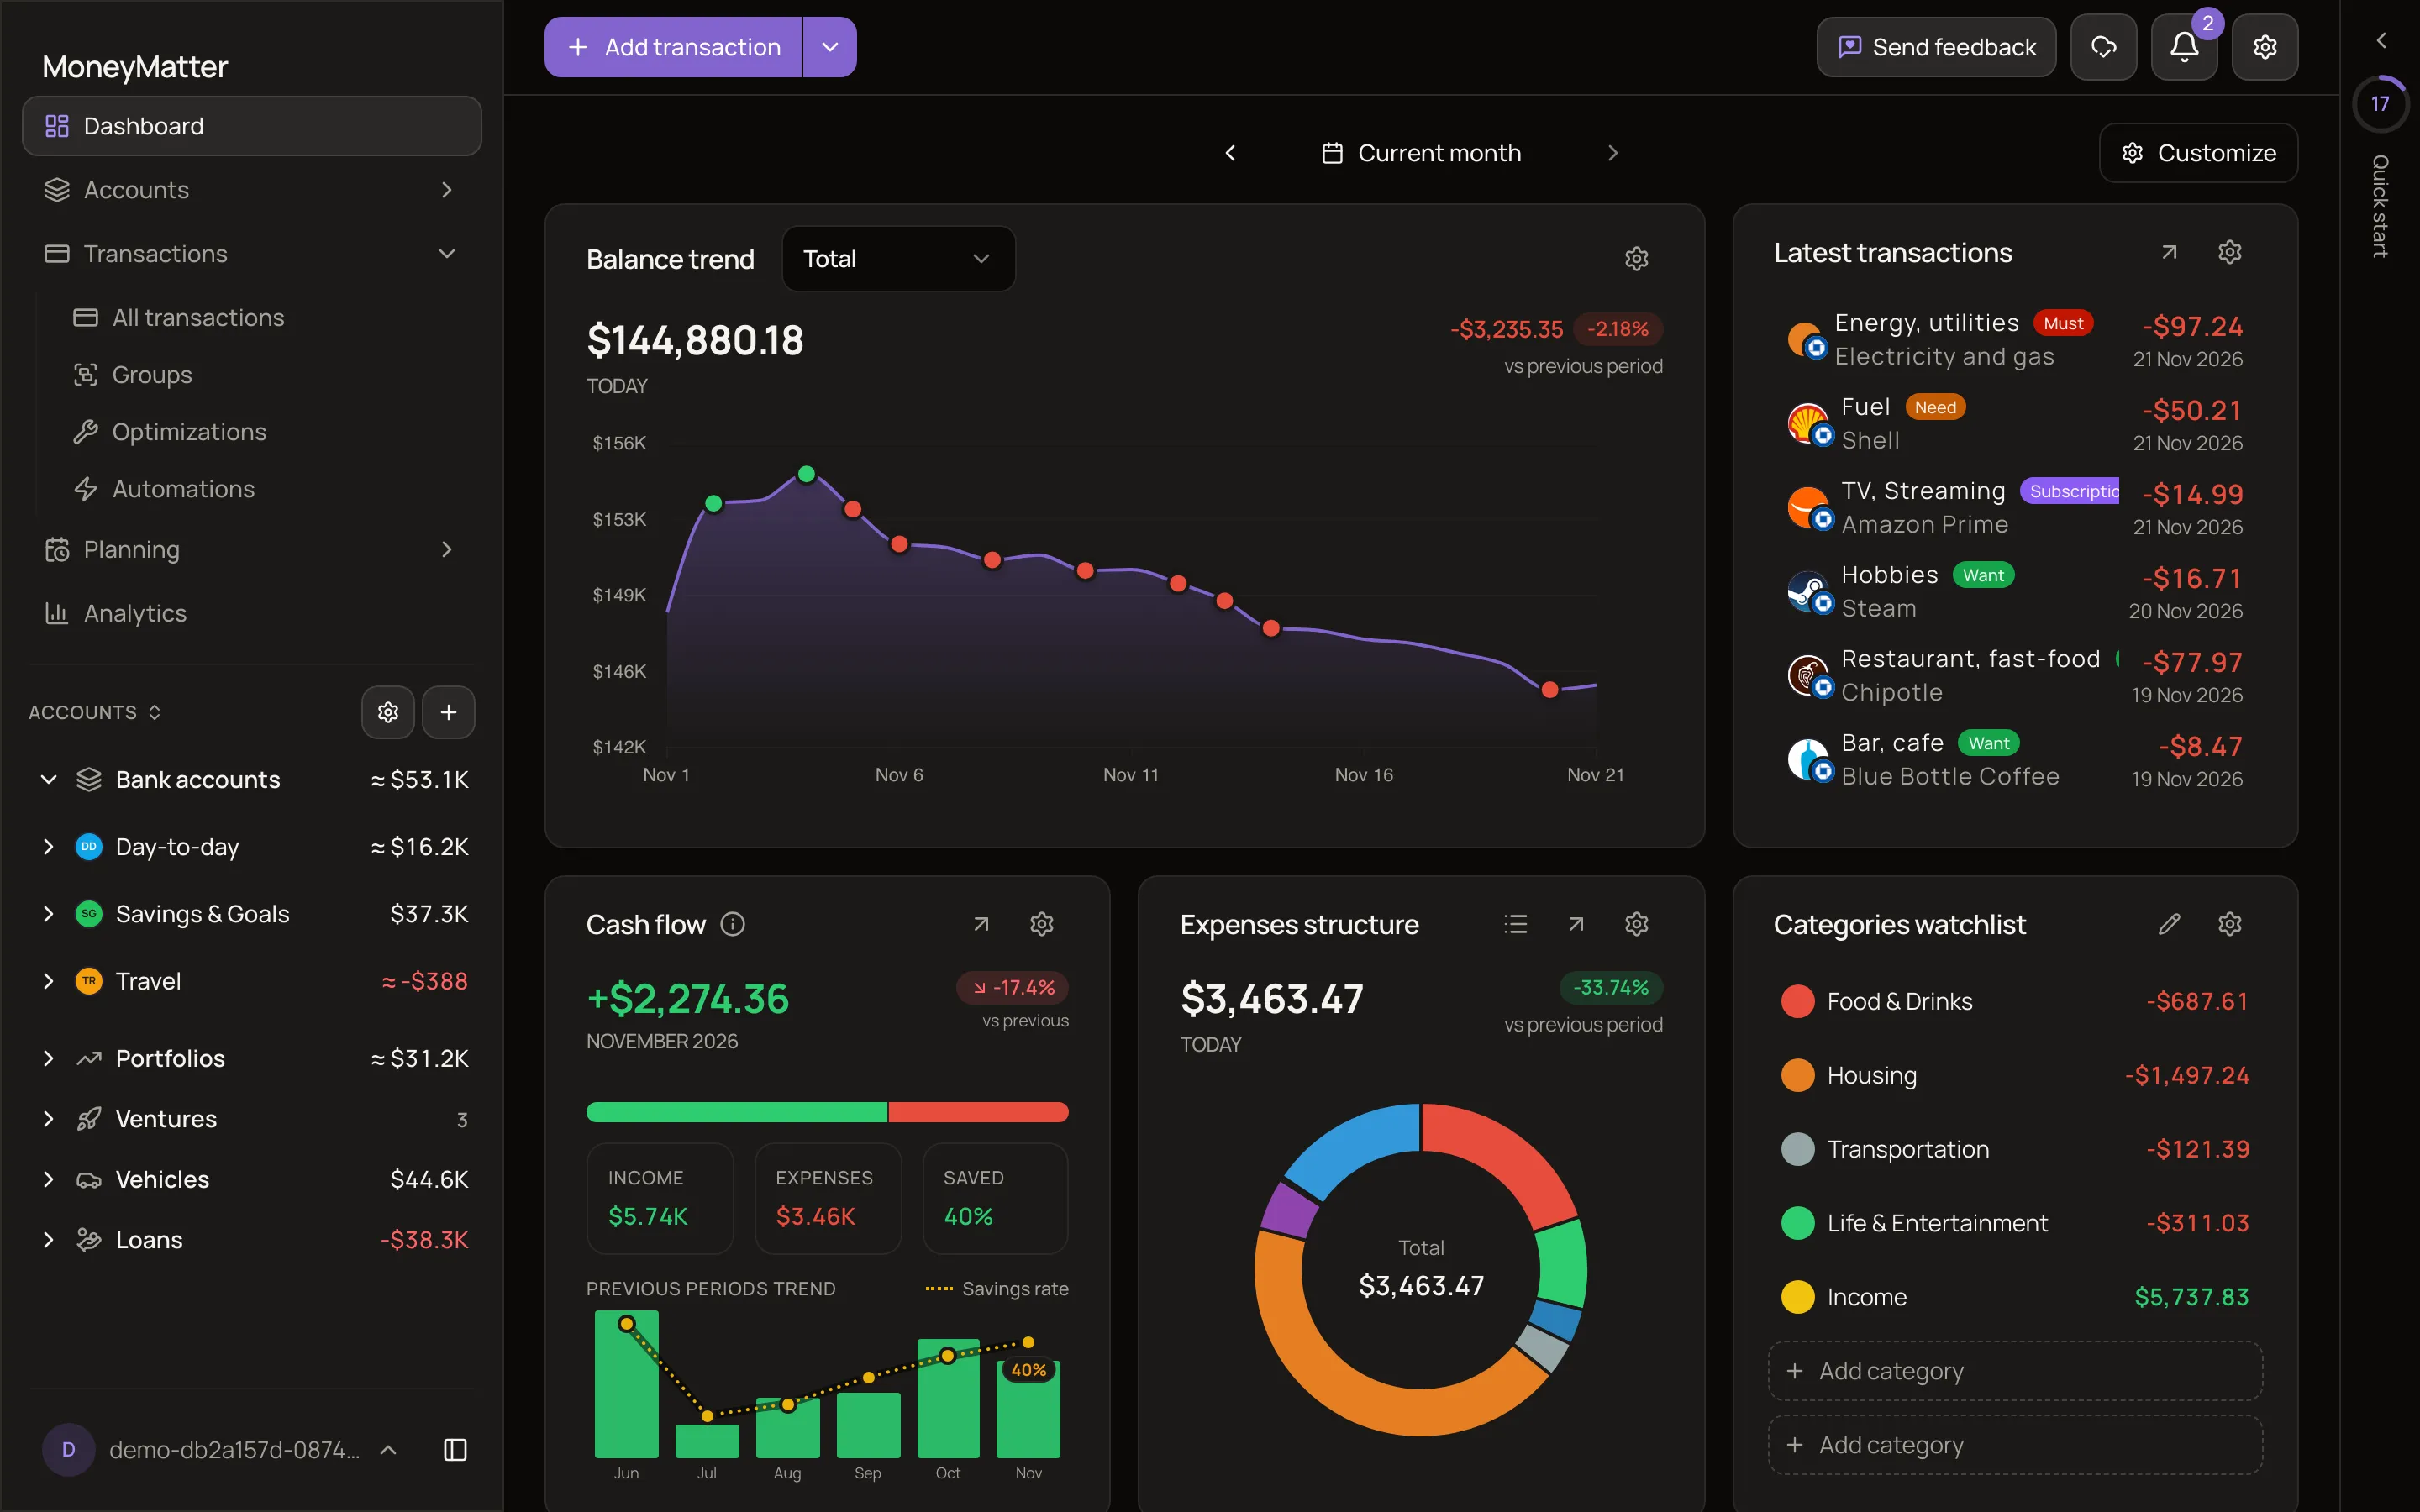 MoneyMatter
Dashboard
Accounts
Transactions
All transactions
Groups
Optimizations
Automations
Planning
Analytics
ACCOUNTS
Bank accounts ≈ $53.1K
DD Day-to-day ≈ $16.2K
SG Savings & Goals $37.3K
TR Travel ≈ -$388
Portfolios ≈ $31.2K
Ventures 3
Vehicles $44.6K
Loans -$38.3K
D demo-db2a157d-0874...
Add transaction
Send feedback
2
Current month
Customize
17
Quick start
Balance trend
Total
$144,880.18
TODAY
-$3,235.35 -2.18%
vs previous period
$156K
$153K
$149K
$146K
$142K
Nov 1 Nov 6 Nov 11 Nov 16 Nov 21
Latest transactions
Energy, utilities Must -$97.24
Electricity and gas 21 Nov 2026
Fuel Need -$50.21
Shell 21 Nov 2026
TV, Streaming Subscriptio -$14.99
Amazon Prime 21 Nov 2026
Hobbies Want -$16.71
Steam 20 Nov 2026
Restaurant, fast-food -$77.97
Chipotle 19 Nov 2026
Bar, cafe Want -$8.47
Blue Bottle Coffee 19 Nov 2026
Cash flow
+$2,274.36
NOVEMBER 2026
-17.4%
vs previous
INCOME
$5.74K
EXPENSES
$3.46K
SAVED
40%
PREVIOUS PERIODS TREND
Savings rate
40%
Jun Jul Aug Sep Oct Nov
Expenses structure
$3,463.47
TODAY
-33.74%
vs previous period
Total
$3,463.47
Categories watchlist
Food & Drinks -$687.61
Housing -$1,497.24
Transportation -$121.39
Life & Entertainment -$311.03
Income $5,737.83
Add category
Add category